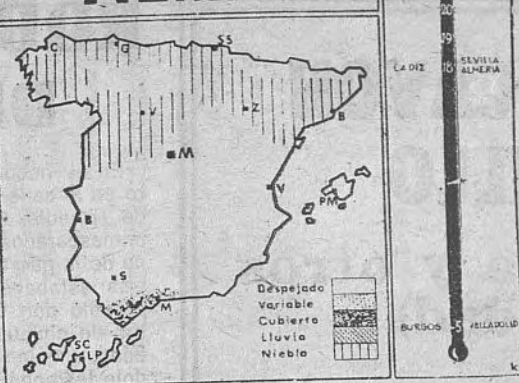 C G SS
V Z B
M
B V PM
S
M
SC
LP
Despejado
Variable
Cubierto
Lluvia
Niebla
20
19
CADIZ 18 SEVILLA
ALMERIA
BURGOS -5 VALLADOLID